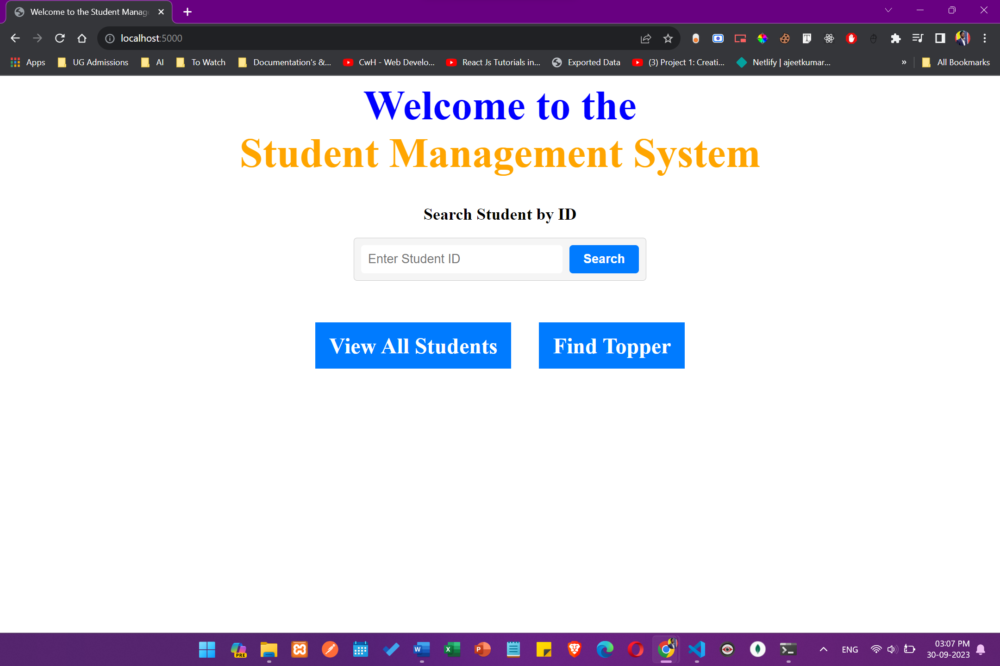 Welcome to the Student Manag
localhost:5000
Apps UG Admissions AI To Watch Documentation's &... CwH - Web Develo... React Js Tutorials in... Exported Data (3) Project 1: Creati... Netlify | ajeetkumar... » All Bookmarks
Welcome to the
Student Management System
Search Student by ID
Enter Student ID Search
View All Students Find Topper
PRE W X P ENG 03:07 PM
30-09-2023